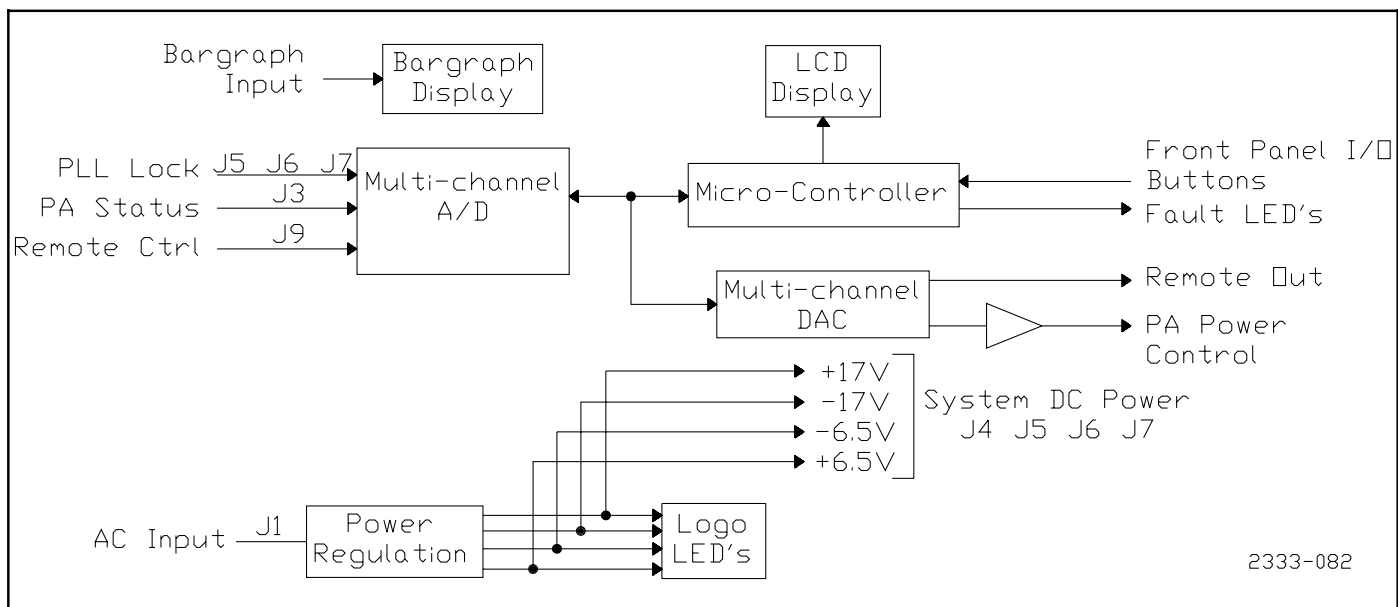 Bargraph
Input
Bargraph
Display
LCD
Display
PLL Lock
J5 J6 J7
PA Status
J3
Remote Ctrl
J9
Multi-channel
A/D
Micro-Controller
Front Panel I/O
Buttons
Fault LED's
Multi-channel
DAC
Remote Out
PA Power
Control
+17V
-17V
-6.5V
+6.5V
System DC Power
J4 J5 J6 J7
AC Input
J1
Power
Regulation
Logo
LED's
2333-082